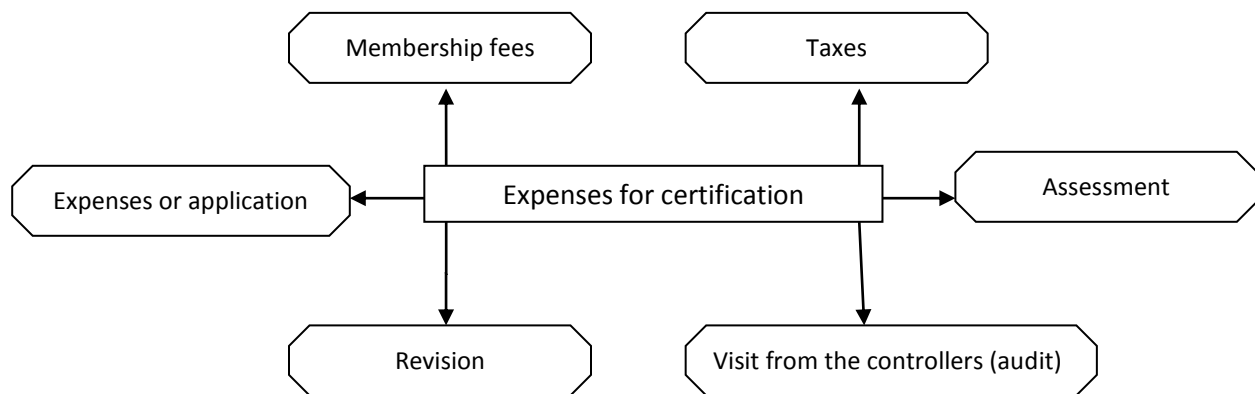 Membership fees
Taxes
Expenses or application
Expenses for certification
Assessment
Revision
Visit from the controllers (audit)